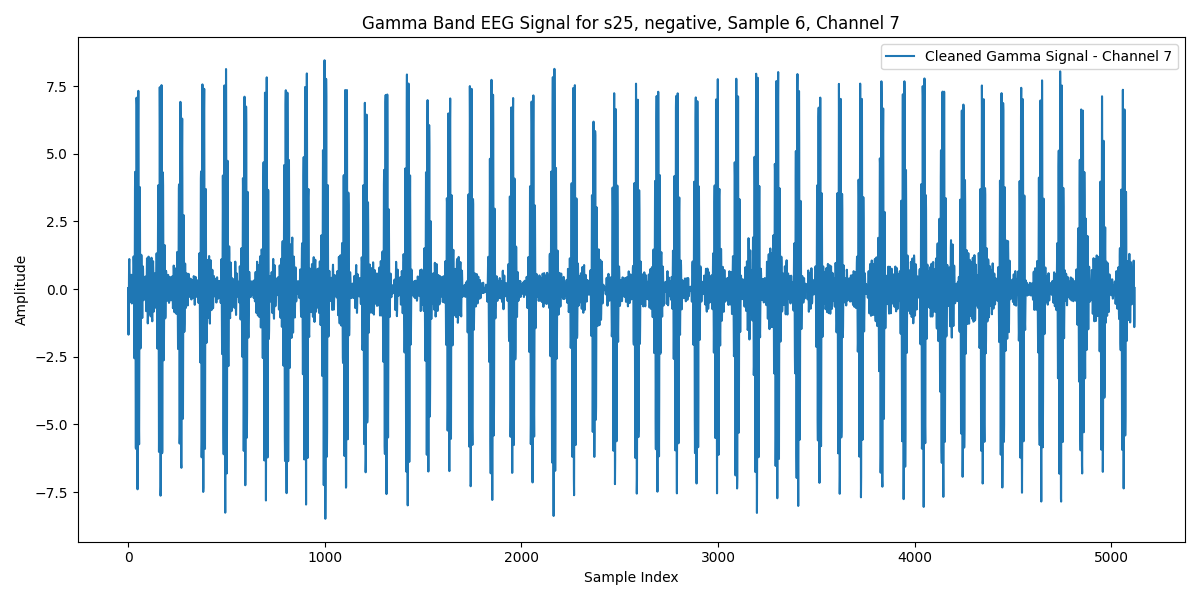 Gamma Band EEG Signal for s25, negative, Sample 6, Channel 7
Cleaned Gamma Signal - Channel 7
Amplitude
7.5
5.0
2.5
0.0
−2.5
−5.0
−7.5
0 1000 2000 3000 4000 5000
Sample Index